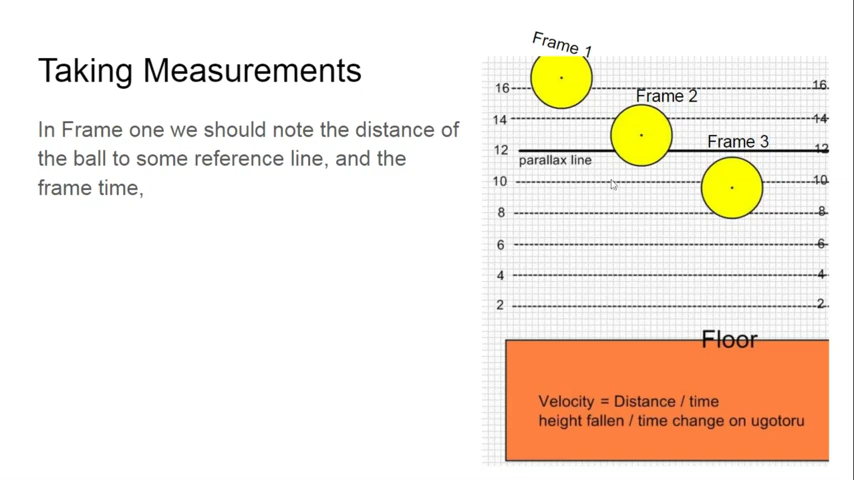 Taking Measurements
In Frame one we should note the distance of
the ball to some reference line, and the
frame time,
Frame 1
16 16
Frame 2
14 14
Frame 3
12 12
parallax line
10 10
8 8
6 6
4 4
2 2
Floor
Velocity = Distance / time
height fallen / time change on ugotoru